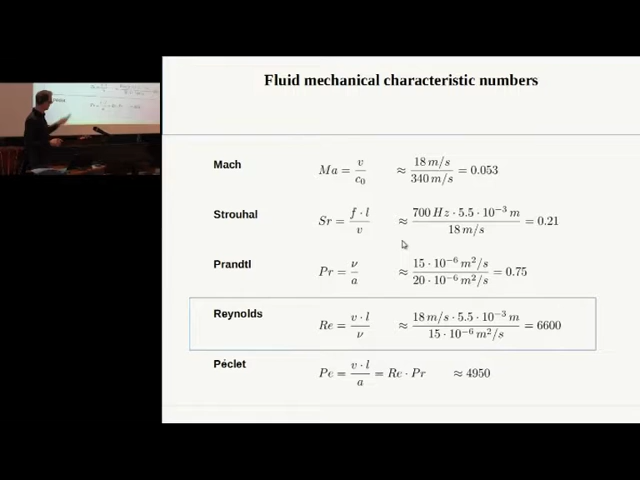 Fluid mechanical characteristic numbers
Mach Ma = v / c₀ ≈ 18 m/s / 340 m/s = 0.053
Strouhal Sr = f · l / v ≈ 700 Hz · 5.5 · 10⁻³ m / 18 m/s = 0.21
Prandtl Pr = ν / a ≈ 15 · 10⁻⁶ m²/s / 20 · 10⁻⁶ m²/s = 0.75
Reynolds Re = v · l / ν ≈ 18 m/s · 5.5 · 10⁻³ m / 15 · 10⁻⁶ m²/s = 6600
Péclet Pe = v · l / a = Re · Pr ≈ 4950